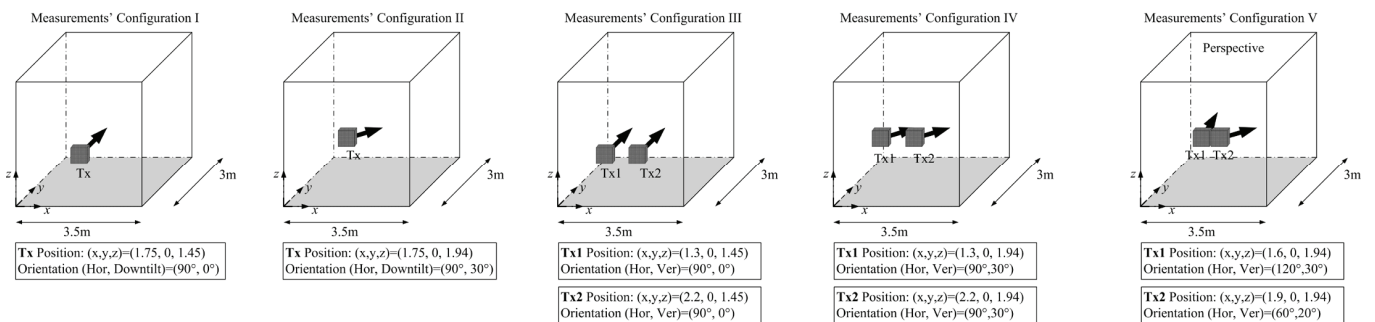 Measurements’ Configuration I
z
y
x
Tx
3m
3.5m
Tx Position: (x,y,z)=(1.75, 0, 1.45)
Orientation (Hor, Downtilt)=(90°, 0°)
Measurements’ Configuration II
z
y
x
Tx
3m
3.5m
Tx Position: (x,y,z)=(1.75, 0, 1.94)
Orientation (Hor, Downtilt)=(90°, 30°)
Measurements’ Configuration III
z
y
x
Tx1
Tx2
3m
3.5m
Tx1 Position: (x,y,z)=(1.3, 0, 1.45)
Orientation (Hor, Ver)=(90°, 0°)
Tx2 Position: (x,y,z)=(2.2, 0, 1.45)
Orientation (Hor, Ver)=(90°, 0°)
Measurements’ Configuration IV
z
y
x
Tx1
Tx2
3m
3.5m
Tx1 Position: (x,y,z)=(1.3, 0, 1.94)
Orientation (Hor, Ver)=(90°,30°)
Tx2 Position: (x,y,z)=(2.2, 0, 1.94)
Orientation (Hor, Ver)=(90°,30°)
Measurements’ Configuration V
Perspective
z
y
x
Tx1
Tx2
3m
3.5m
Tx1 Position: (x,y,z)=(1.6, 0, 1.94)
Orientation (Hor, Ver)=(120°,30°)
Tx2 Position: (x,y,z)=(1.9, 0, 1.94)
Orientation (Hor, Ver)=(60°,20°)